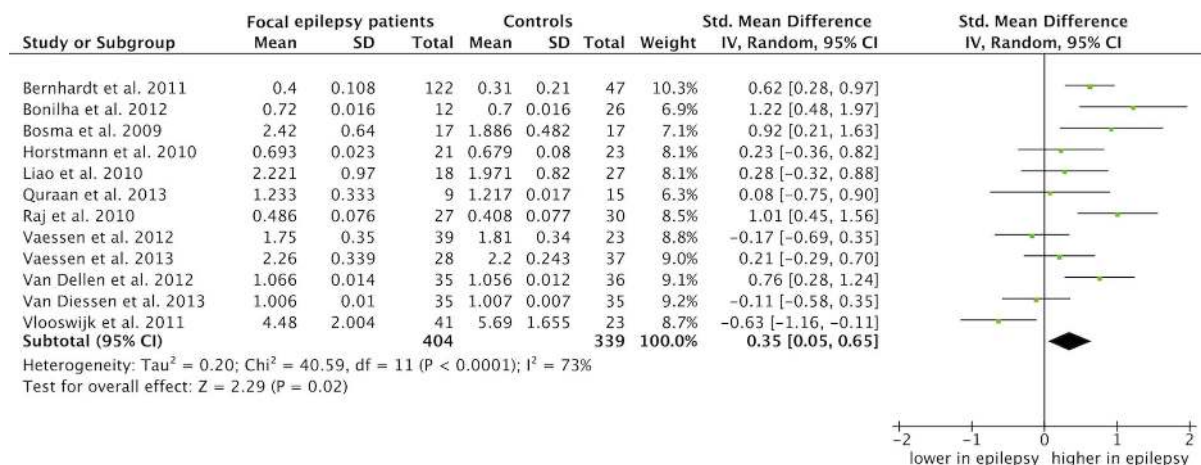 Focal epilepsy patients Controls Std. Mean Difference Std. Mean Difference
Study or Subgroup Mean SD Total Mean SD Total Weight IV, Random, 95% CI IV, Random, 95% CI
Bernhardt et al. 2011 0.4 0.108 122 0.31 0.21 47 10.3% 0.62 [0.28, 0.97]
Bonilha et al. 2012 0.72 0.016 12 0.7 0.016 26 6.9% 1.22 [0.48, 1.97]
Bosma et al. 2009 2.42 0.64 17 1.886 0.482 17 7.1% 0.92 [0.21, 1.63]
Horstmann et al. 2010 0.693 0.023 21 0.679 0.08 23 8.1% 0.23 [-0.36, 0.82]
Liao et al. 2010 2.221 0.97 18 1.971 0.82 27 8.1% 0.28 [-0.32, 0.88]
Quraan et al. 2013 1.233 0.333 9 1.217 0.017 15 6.2% 0.08 [-0.75, 0.90]
Raj et al. 2010 0.486 0.076 27 0.408 0.077 30 8.5% 1.01 [0.45, 1.56]
Vaessen et al. 2012 1.75 0.35 39 1.81 0.34 23 8.8% -0.17 [-0.69, 0.35]
Vaessen et al. 2013 2.26 0.339 28 2.2 0.243 37 9.0% 0.21 [-0.29, 0.70]
Van Dellen et al. 2012 1.066 0.014 35 1.056 0.012 36 9.1% 0.76 [0.28, 1.24]
Van Diessen et al. 2013 1.006 0.01 35 1.007 0.007 35 9.2% -0.11 [-0.58, 0.35]
Vlooswijk et al. 2011 4.48 2.004 41 5.69 1.655 23 8.7% -0.63 [-1.16, -0.11]
Subtotal (95% CI) 404 339 100.0% 0.35 [0.05, 0.65]
Heterogeneity: Tau² = 0.20; Chi² = 40.59, df = 11 (P < 0.0001); I² = 73%
Test for overall effect: Z = 2.29 (P = 0.02)
-2 -1 0 1 2
lower in epilepsy higher in epilepsy